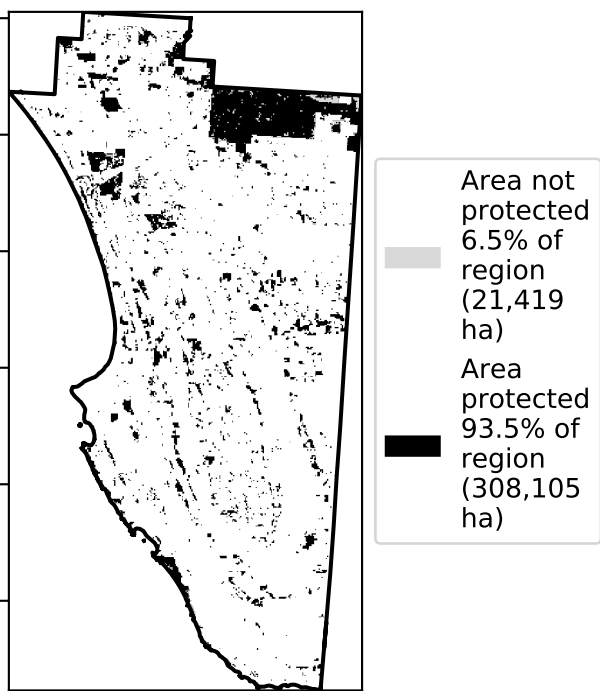 Area not
protected
6.5% of
region
(21,419
ha)
Area
protected
93.5% of
region
(308,105
ha)